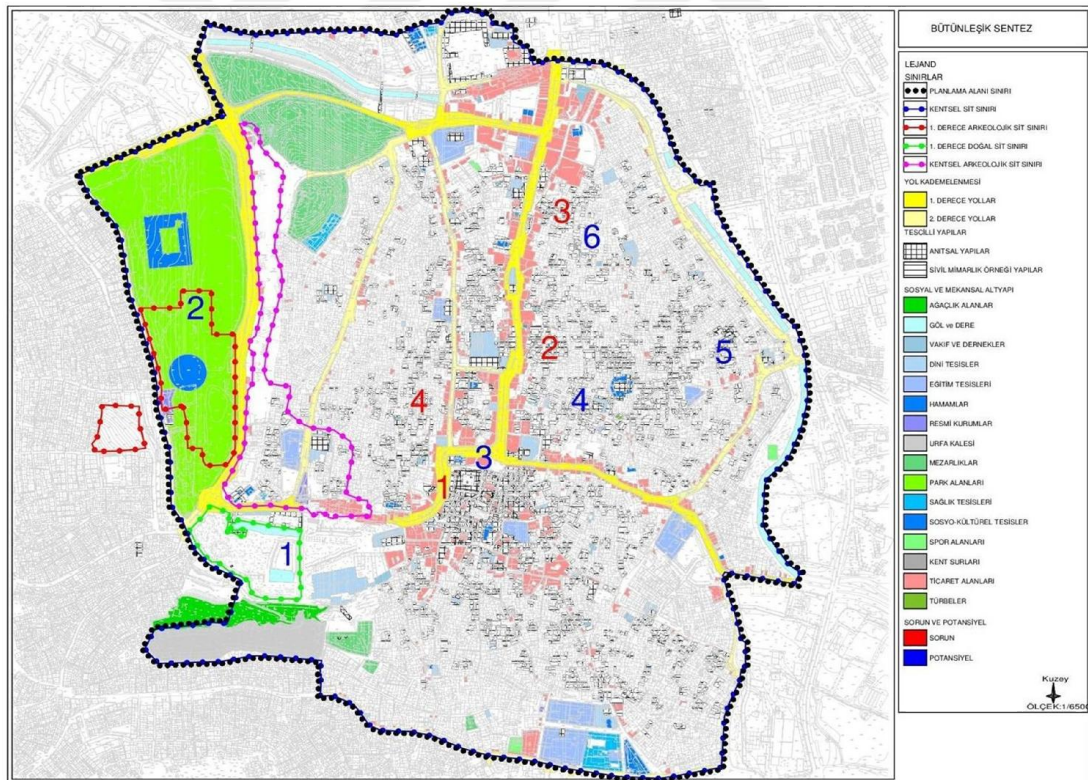 BÜTÜNLEŞİK SENTEZ
LEJAND
SINIRLAR
PLANLAMA ALANI SINIRI
KENTSEL SİT SINIRI
1. DERECE ARKEOLOJİK SİT SINIRI
1. DERECE DOĞAL SİT SINIRI
KENTSEL ARKEOLOJİK SİT SINIRI
YOL KADEMELENMESİ
1. DERECE YOLLAR
2. DERECE YOLLAR
TESCİLLİ YAPILAR
ANITSAL YAPILAR
SİVİL MİMARLIK ÖRNEĞİ YAPILAR
SOSYAL VE MEKANSAL ALTYAPI
AĞAÇLIK ALANLAR
GÖL ve DERE
VAKIF VE DERNEKLER
DİNİ TESİSLER
EĞİTİM TESİSLERİ
HAMAMLAR
RESMİ KURUMLAR
URFA KALESİ
MEZARLIKLAR
PARK ALANLARI
SAĞLIK TESİSLERİ
SOSYO-KÜLTÜREL TESİSLER
SPOR ALANLARI
KENT SURLARI
TİCARET ALANLARI
TÜRBELER
SORUN VE POTANSİYEL
SORUN
POTANSİYEL
Kuzey
ÖLÇEK:1/6500
3
6
2
2
5
4
4
3
1
1